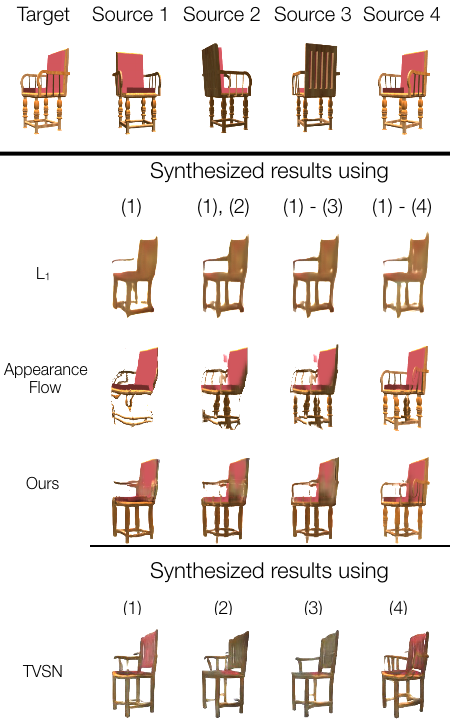 Target Source 1 Source 2 Source 3 Source 4
Synthesized results using
(1) (1), (2) (1) - (3) (1) - (4)
L₁
Appearance
Flow
Ours
Synthesized results using
(1) (2) (3) (4)
TVSN